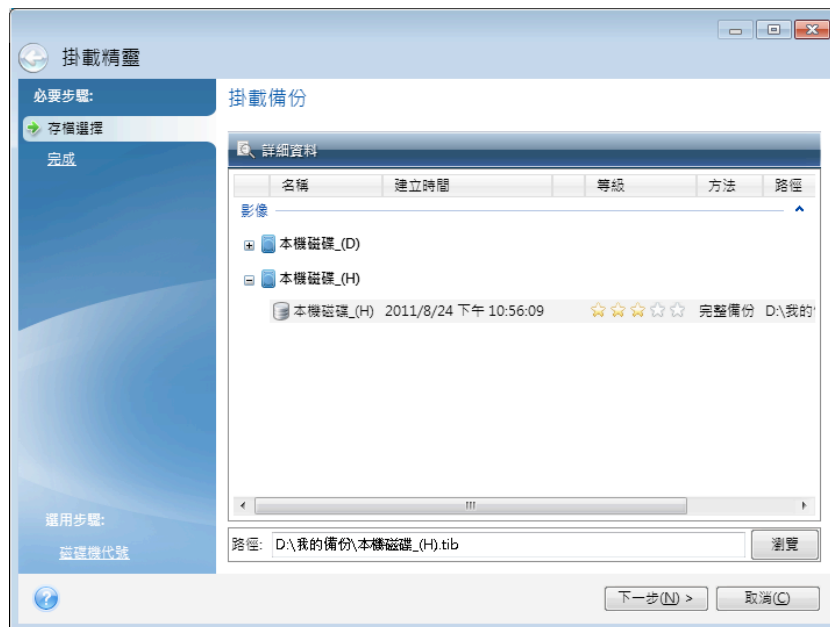 掛載精靈
必要步驟:
存檔選擇
完成
選用步驟:
磁碟機代號
掛載備份
詳細資料
名稱 建立時間 等級 方法 路徑
影像
本機磁碟_(D)
本機磁碟_(H)
本機磁碟_(H) 2011/8/24 下午 10:56:09 完整備份 D:\我的
路徑: D:\我的備份\本機磁碟_(H).tib 瀏覽
下一步(N) > 取消(C)